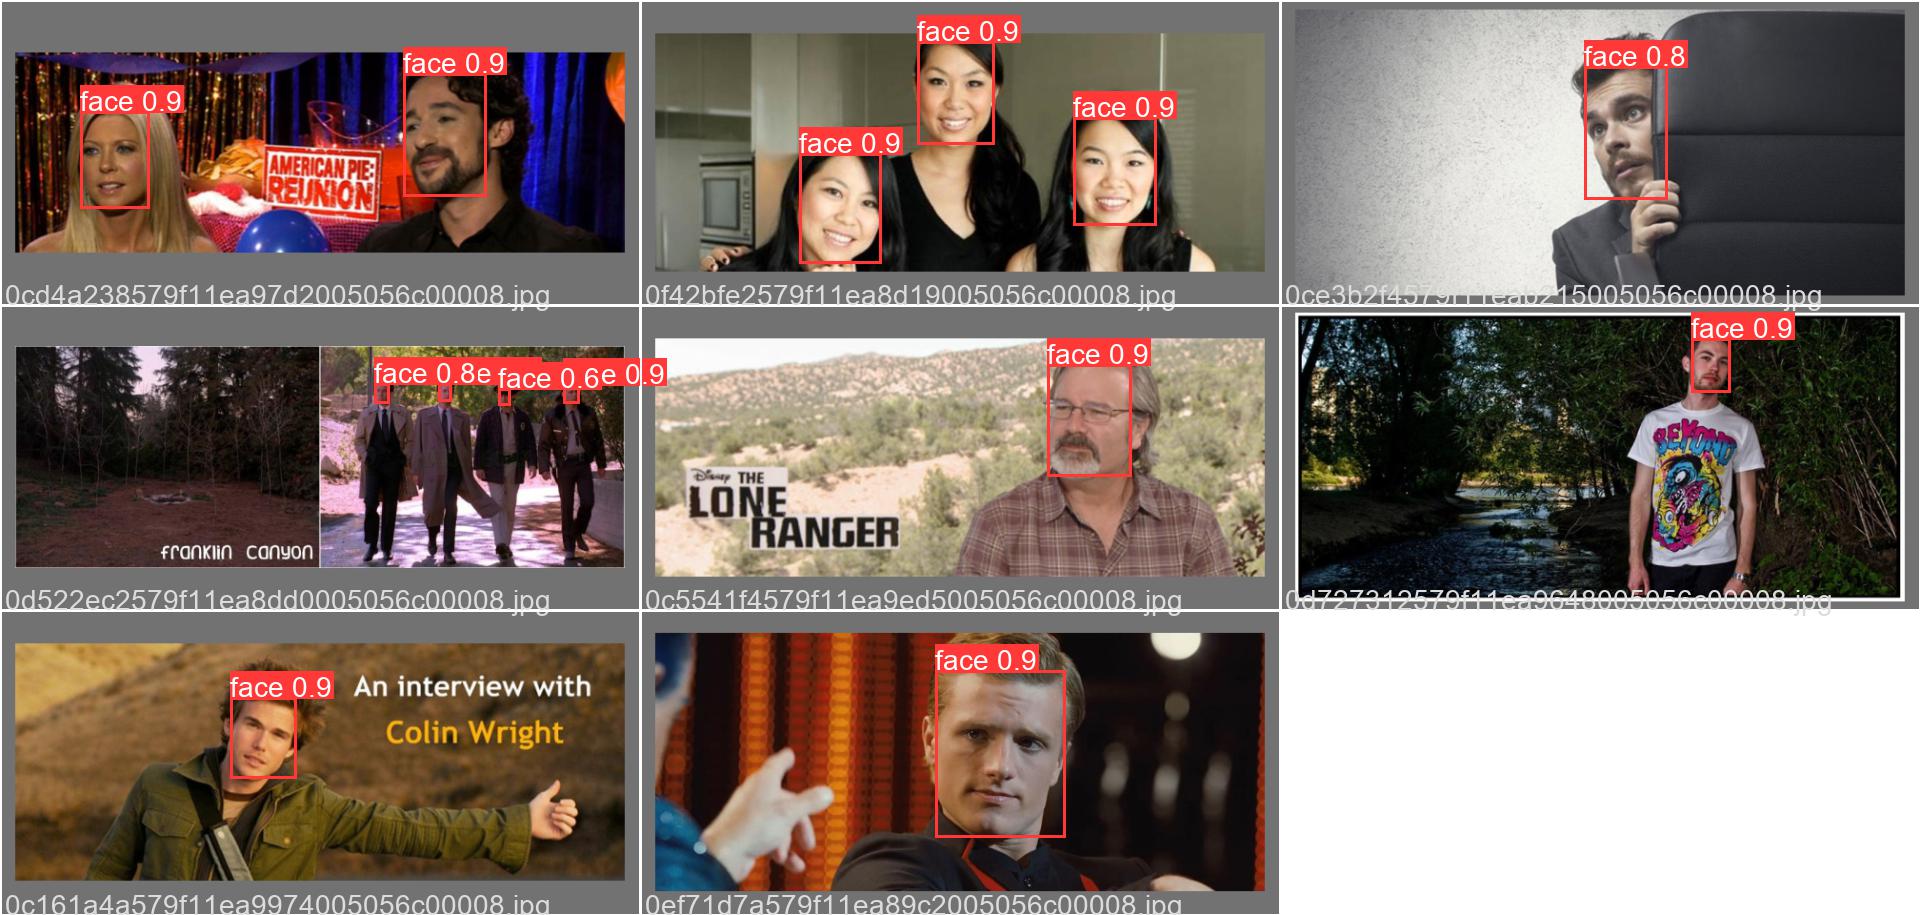 face 0.9
face 0.9
AMERICAN PIE:
REUNION
0cd4a238579f11ea97d2005056c00008.jpg
face 0.9
face 0.9
face 0.9
0f42bfe2579f11ea8d19005056c00008.jpg
face 0.8
0ce3b2f4579f11eab215005056c00008.jpg
face 0.8e face 0.6e 0.9
franklin canyon
0d522ec2579f11ea8dd0005056c00008.jpg
face 0.9
Disney THE
LONE
RANGER
0c5541f4579f11ea9ed5005056c00008.jpg
face 0.9
BEYOND
0d727312579f11ea9648005056c00008.jpg
face 0.9
An interview with
Colin Wright
0c161a4a579f11ea9974005056c00008.jpg
face 0.9
0ef71d7a579f11ea89c2005056c00008.jpg